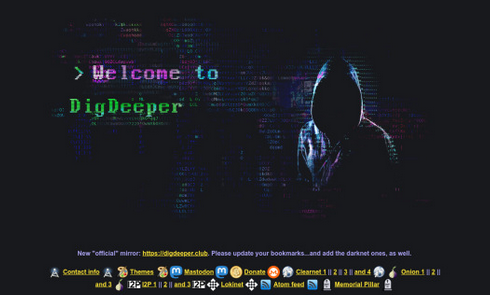 > Welcome to
DigDeeper
New "official" mirror: https://digdeeper.club. Please update your bookmarks...and add the darknet ones, as well.
Contact info Themes Mastodon Donate Clearnet 1 || 2 || 3 || and 4 Onion 1 || 2 ||
and 3 I2P I2P 1 || 2 || and 3 I2P Lokinet Atom feed Memorial Pillar